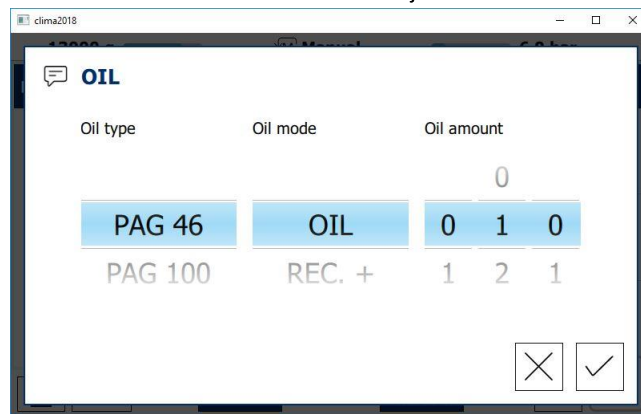 clima2018
OIL
Oil type Oil mode Oil amount
0
PAG 46 OIL 0 1 0
PAG 100 REC. + 1 2 1